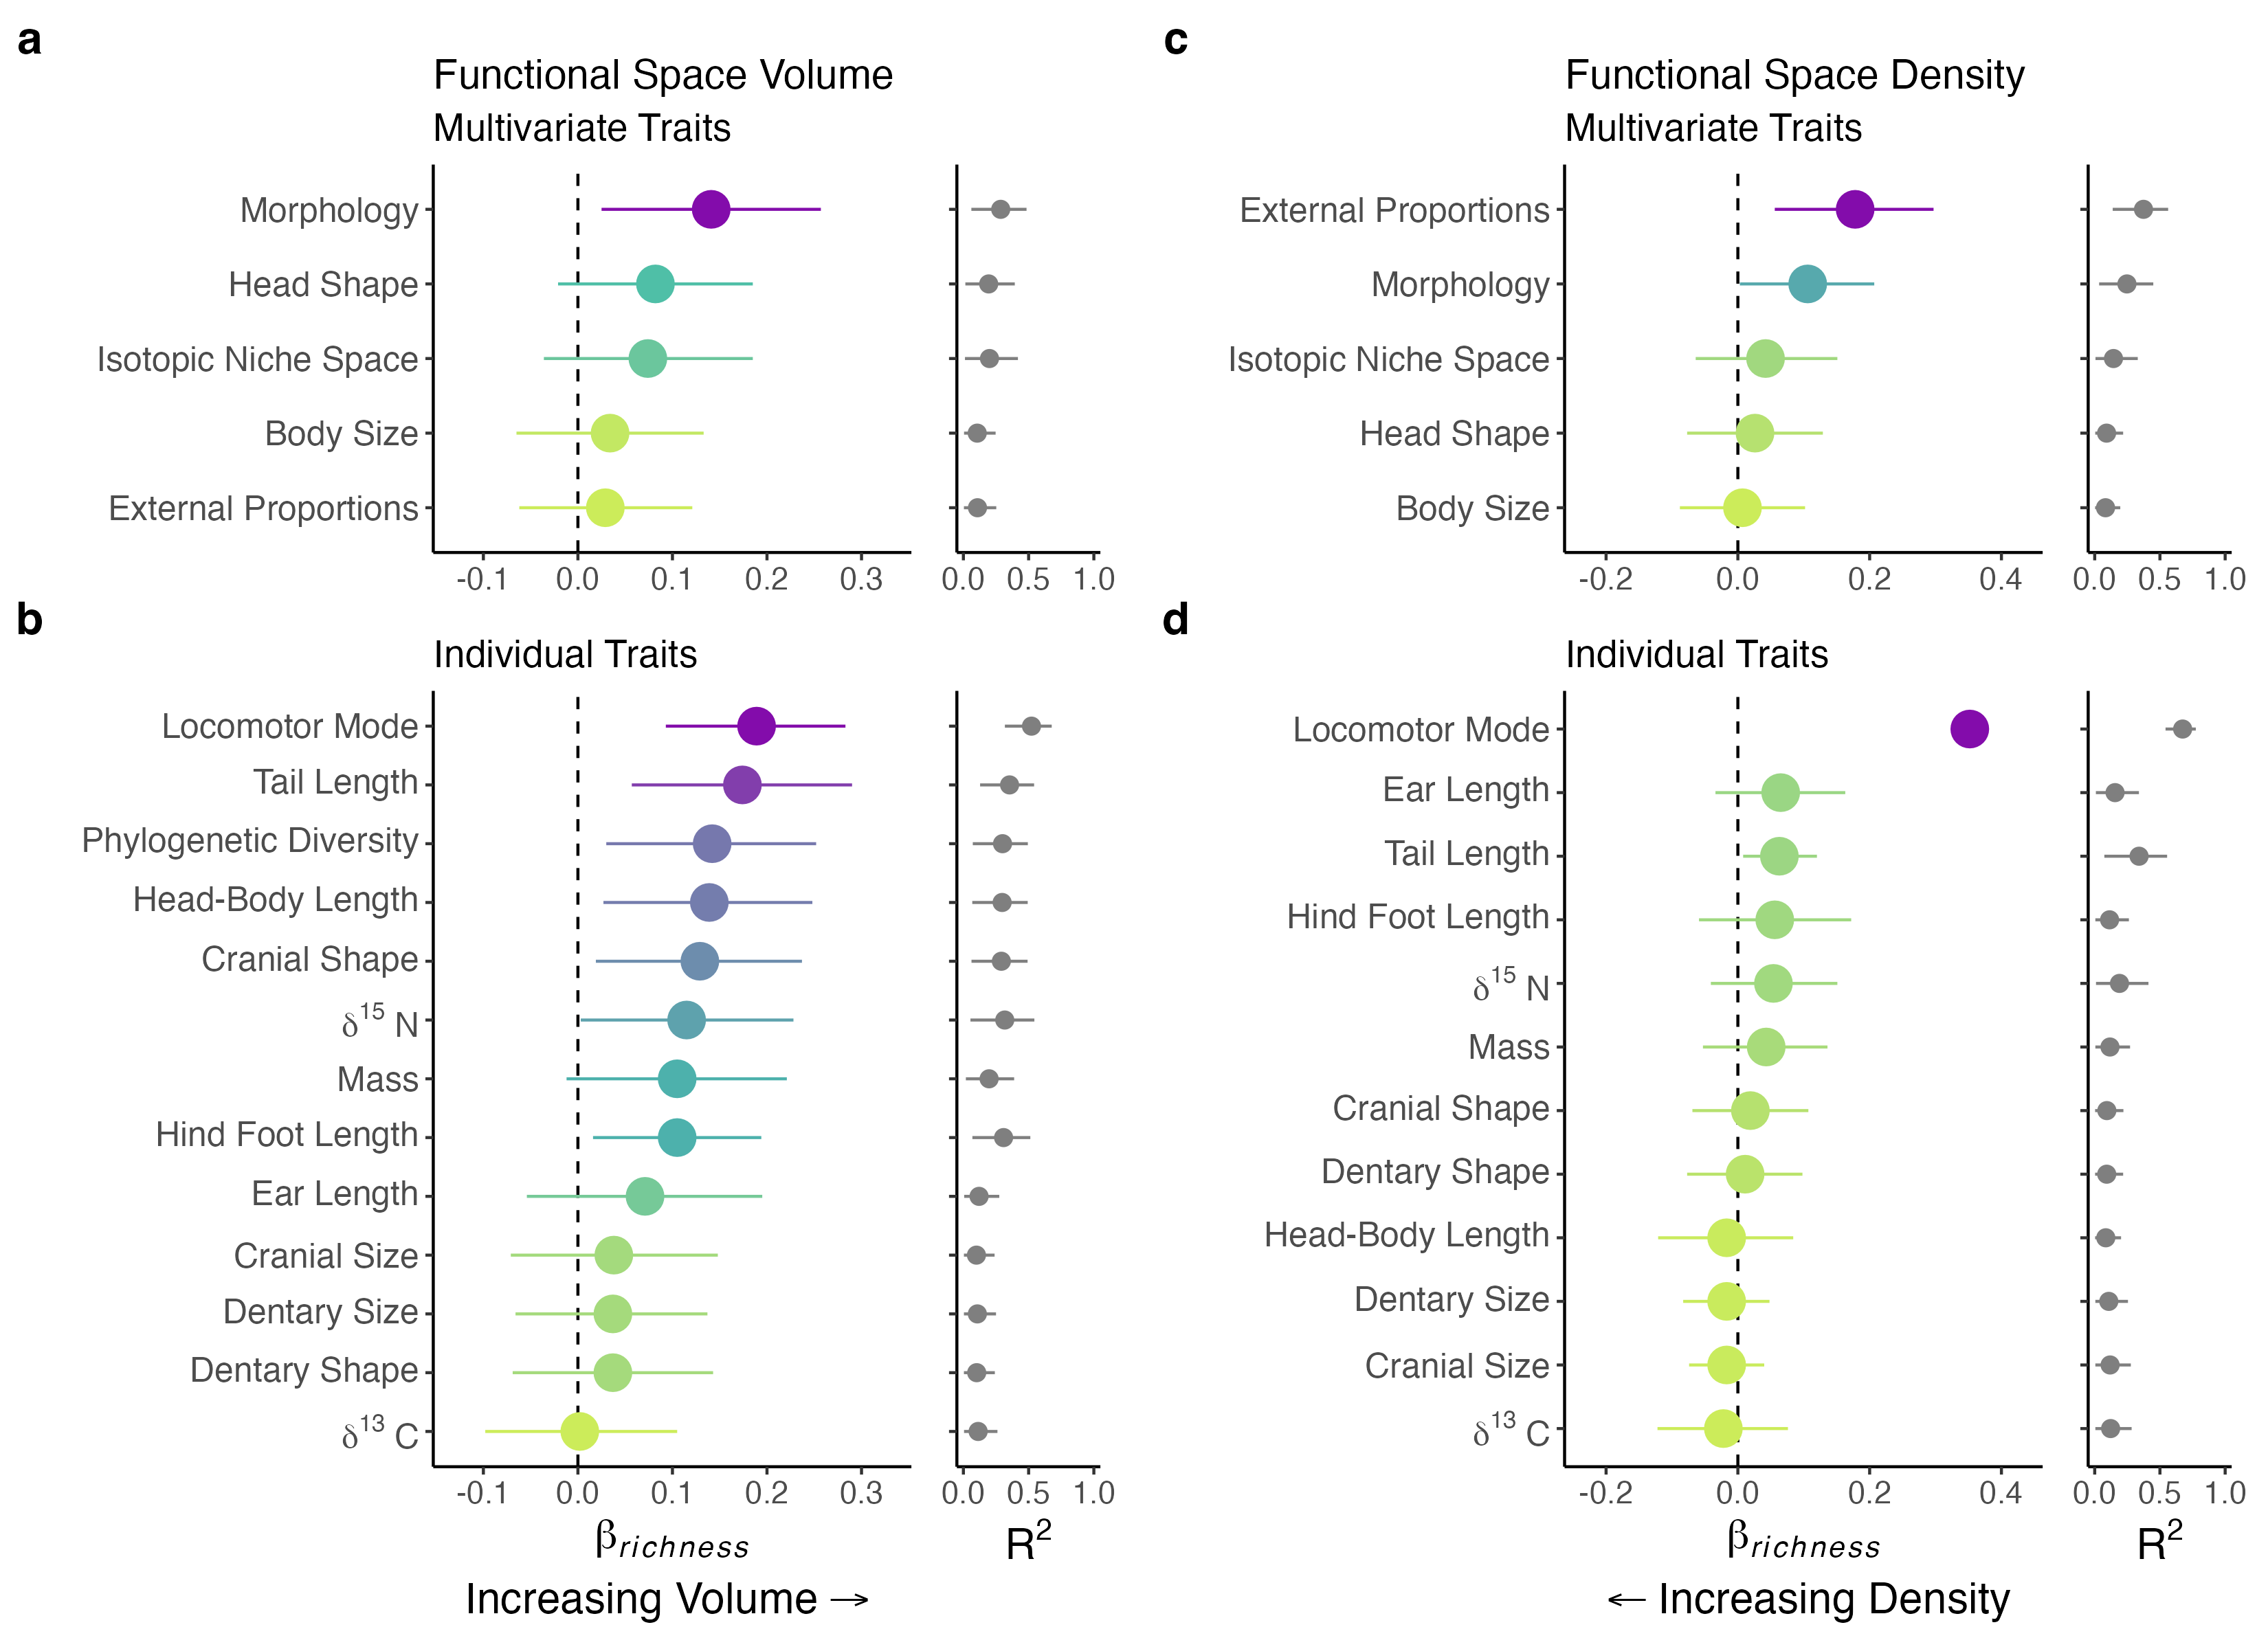 a
Functional Space Volume
Multivariate Traits
Morphology
Head Shape
Isotopic Niche Space
Body Size
External Proportions
-0.1 0.0 0.1 0.2 0.3
0.0 0.5 1.0
b
Individual Traits
Locomotor Mode
Tail Length
Phylogenetic Diversity
Head-Body Length
Cranial Shape
δ15 N
Mass
Hind Foot Length
Ear Length
Cranial Size
Dentary Size
Dentary Shape
δ13 C
-0.1 0.0 0.1 0.2 0.3
0.0 0.5 1.0
βrichness
R2
Increasing Volume →
c
Functional Space Density
Multivariate Traits
External Proportions
Morphology
Isotopic Niche Space
Head Shape
Body Size
-0.2 0.0 0.2 0.4
0.0 0.5 1.0
d
Individual Traits
Locomotor Mode
Ear Length
Tail Length
Hind Foot Length
δ15 N
Mass
Cranial Shape
Dentary Shape
Head-Body Length
Dentary Size
Cranial Size
δ13 C
-0.2 0.0 0.2 0.4
0.0 0.5 1.0
βrichness
R2
← Increasing Density